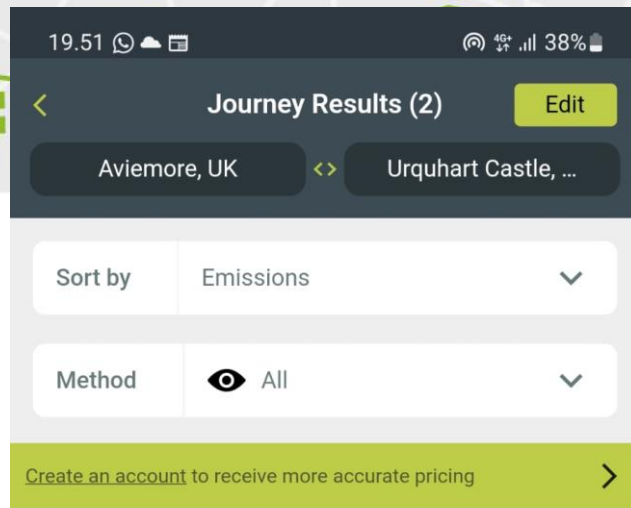 19.51 4G+ 38%
Journey Results (2) Edit
Aviemore, UK <> Urquhart Castle, ...
Sort by Emissions
Method All
Create an account to receive more accurate pricing